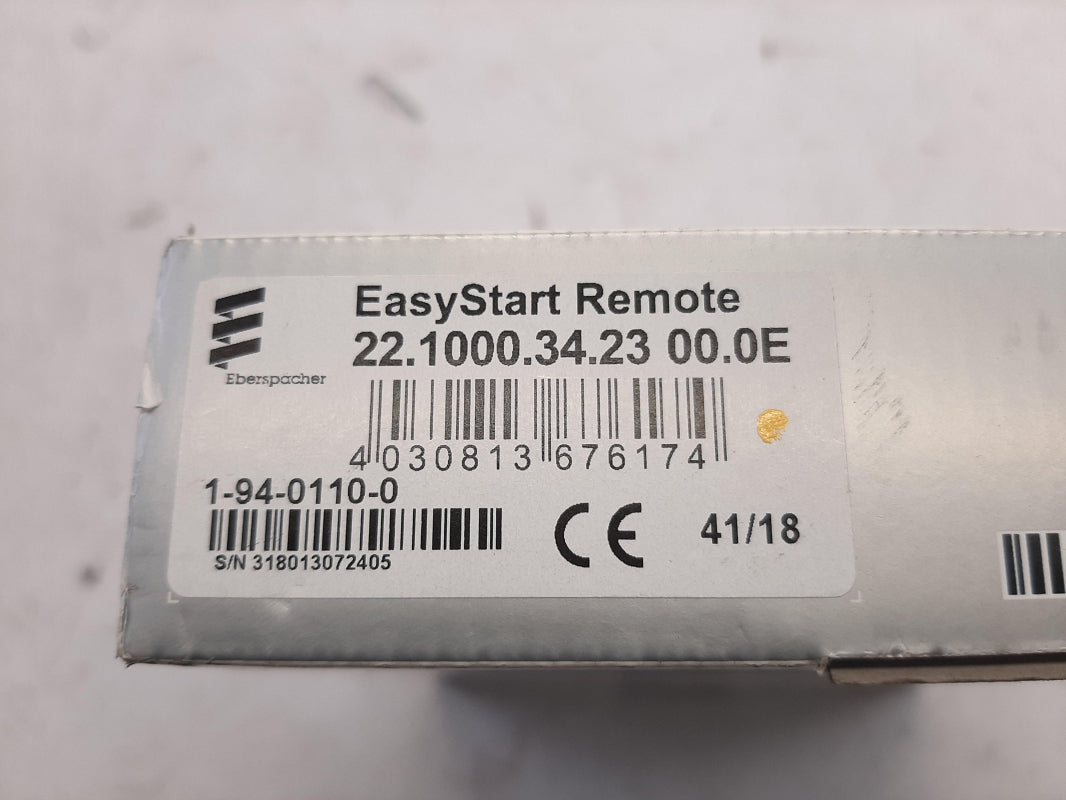 EasyStart Remote
22.1000.34.23 00.0E
Eberspächer
4 030813 676174
1-94-0110-0
CE 41/18
S/N 318013072405